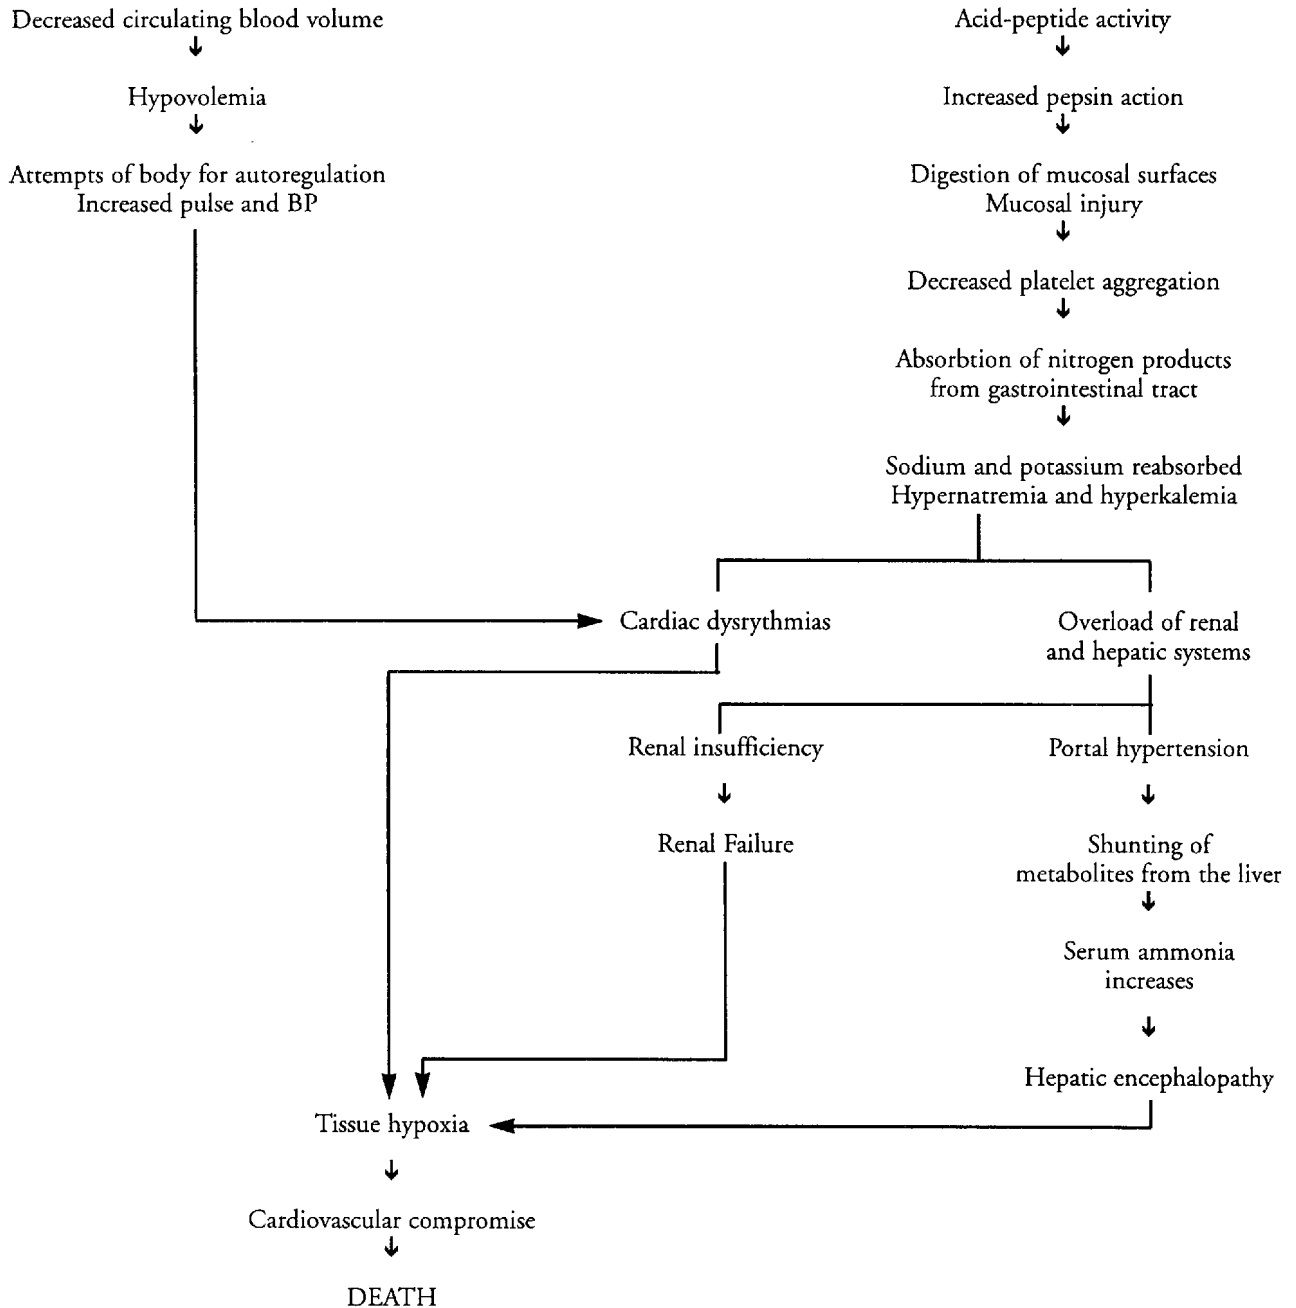 Decreased circulating blood volume
Hypovolemia
Attempts of body for autoregulation
Increased pulse and BP
Acid-peptide activity
Increased pepsin action
Digestion of mucosal surfaces
Mucosal injury
Decreased platelet aggregation
Absorbtion of nitrogen products
from gastrointestinal tract
Sodium and potassium reabsorbed
Hypernatremia and hyperkalemia
Cardiac dysrythmias
Overload of renal
and hepatic systems
Renal insufficiency
Renal Failure
Portal hypertension
Shunting of
metabolites from the liver
Serum ammonia
increases
Hepatic encephalopathy
Tissue hypoxia
Cardiovascular compromise
DEATH